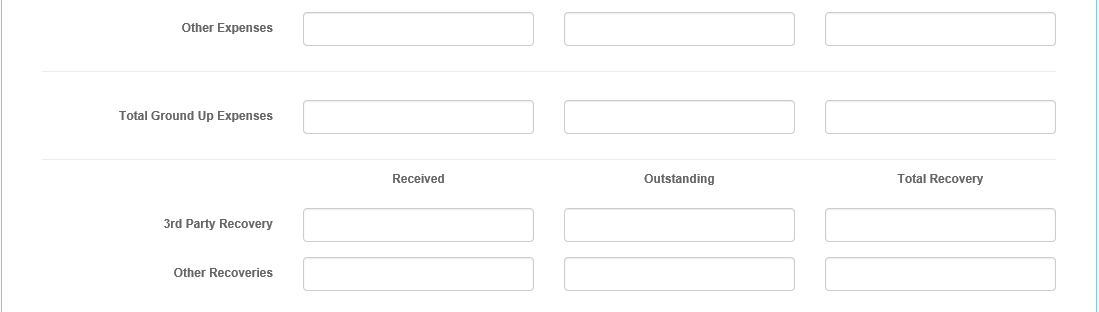 Other Expenses
Total Ground Up Expenses
Received Outstanding Total Recovery
3rd Party Recovery
Other Recoveries